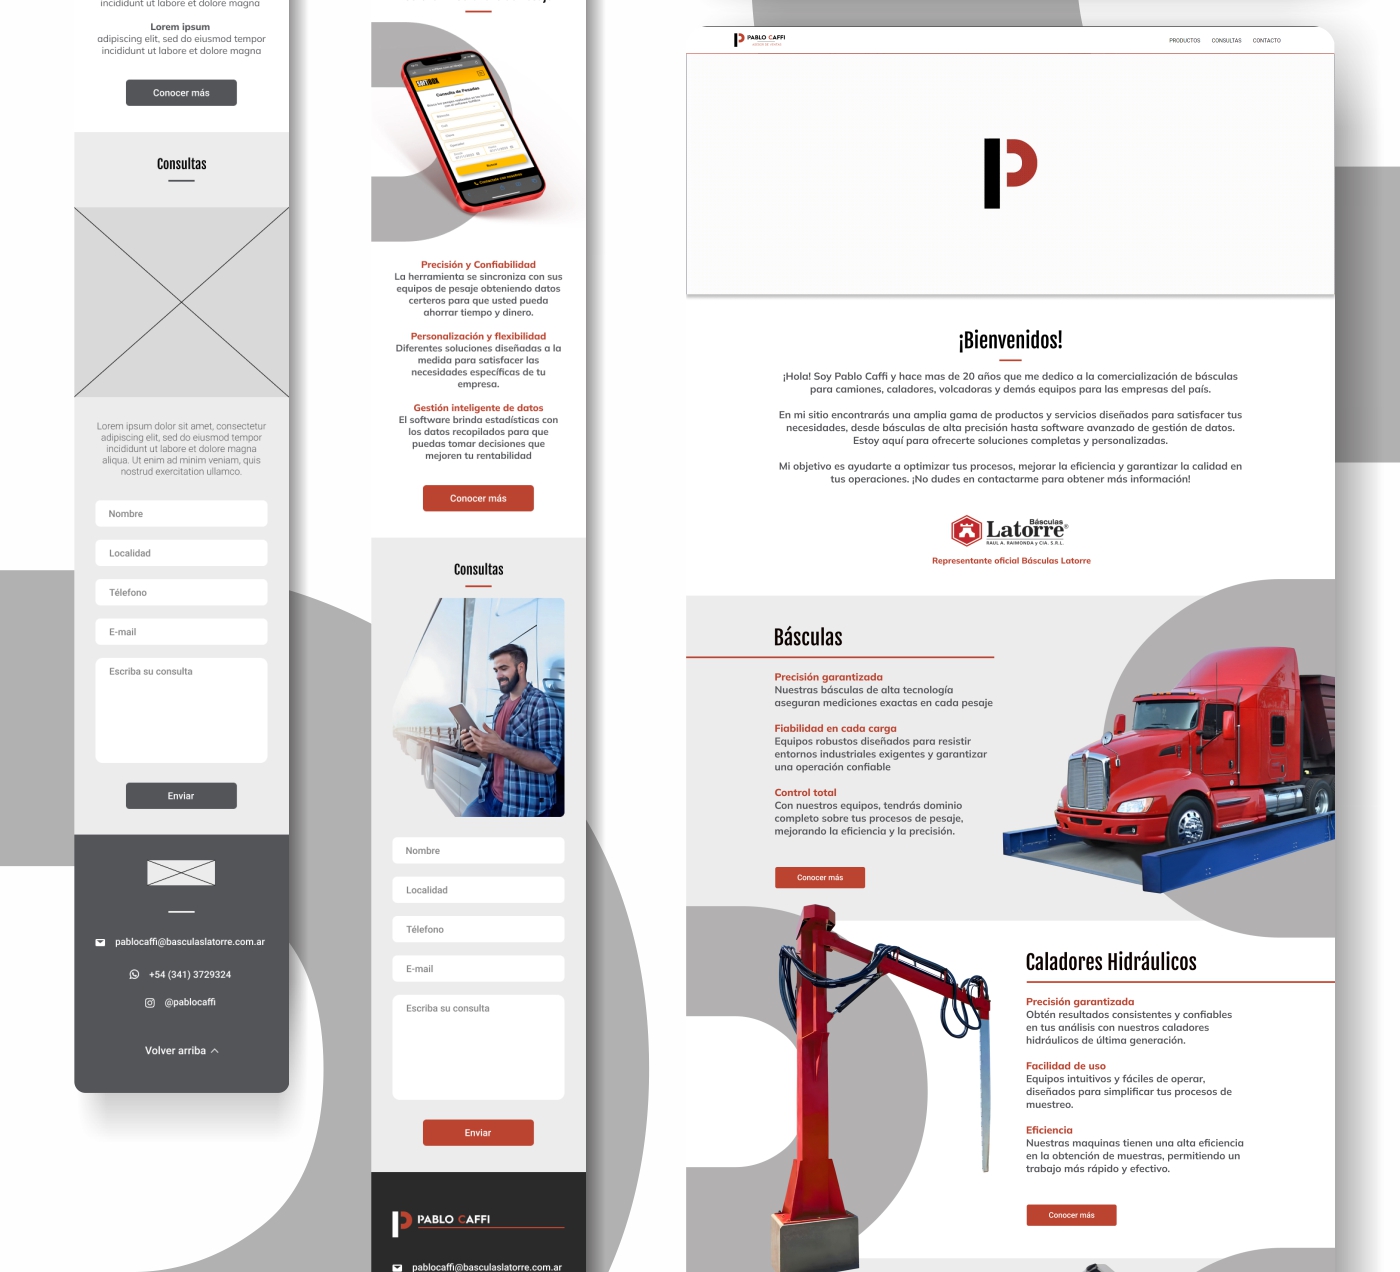 incididunt ut labore et dolore magna
Lorem ipsum
adipiscing elit, sed do eiusmod tempor
incididunt ut labore et dolore magna
Conocer más
Consultas
Lorem ipsum dolor sit amet, consectetur
adipiscing elit, sed do eiusmod tempor
incididunt ut labore et dolore magna
aliqua. Ut enim ad minim veniam, quis
nostrud exercitation ullamco.
Nombre
Localidad
Télefono
E-mail
Escriba su consulta
Enviar
pablocaffi@basculaslatorre.com.ar
+54 (341) 3729324
@pablocaffi
Volver arriba
Consulta de Pesadas
Precisión y Confiabilidad
La herramienta se sincroniza con sus
equipos de pesaje obteniendo datos
certeros para que usted pueda
ahorrar tiempo y dinero.
Personalización y flexibilidad
Diferentes soluciones diseñadas a la
medida para satisfacer las
necesidades específicas de tu
empresa.
Gestión inteligente de datos
El software brinda estadísticas con
los datos recopilados para que
puedas tomar decisiones que
mejoren tu rentabilidad
Conocer más
Consultas
Nombre
Localidad
Télefono
E-mail
Escriba su consulta
Enviar
PABLO CAFFI
pablocaffi@basculaslatorre.com.ar
PABLO CAFFI
PRODUCTOS CONSULTAS CONTACTO
¡Bienvenidos!
¡Hola! Soy Pablo Caffi y hace mas de 20 años que me dedico a la comercialización de básculas
para camiones, caladores, volcadoras y demás equipos para las empresas del país.
En mi sitio encontrarás una amplia gama de productos y servicios diseñados para satisfacer tus
necesidades, desde básculas de alta precisión hasta software avanzado de gestión de datos.
Estoy aquí para ofrecerte soluciones completas y personalizadas.
Mi objetivo es ayudarte a optimizar tus procesos, mejorar la eficiencia y garantizar la calidad en
tus operaciones. ¡No dudes en contactarme para obtener más información!
Básculas
Latorre®
RAUL A. RAIMONDA y CIA. S.R.L.
Representante oficial Básculas Latorre
Básculas
Precisión garantizada
Nuestras básculas de alta tecnología
aseguran mediciones exactas en cada pesaje
Fiabilidad en cada carga
Equipos robustos diseñados para resistir
entornos industriales exigentes y garantizar
una operación confiable
Control total
Con nuestros equipos, tendrás dominio
completo sobre tus procesos de pesaje,
mejorando la eficiencia y la precisión.
Conocer más
Caladores Hidráulicos
Precisión garantizada
Obtén resultados consistentes y confiables
en tus análisis con nuestros caladores
hidráulicos de última generación.
Facilidad de uso
Equipos intuitivos y fáciles de operar,
diseñados para simplificar tus procesos de
muestreo.
Eficiencia
Nuestras maquinas tienen una alta eficiencia
en la obtención de muestras, permitiendo un
trabajo más rápido y efectivo.
Conocer más